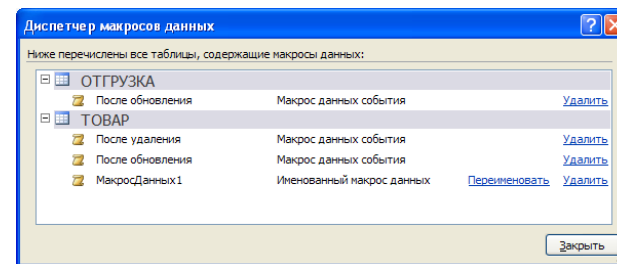 Диспетчер макросов данных
Ниже перечислены все таблицы, содержащие макросы данных:
ОТГРУЗКА
После обновления Макрос данных события Удалить
ТОВАР
После удаления Макрос данных события Удалить
После обновления Макрос данных события Удалить
МакросДанных1 Именованный макрос данных Переименовать Удалить
Закрыть